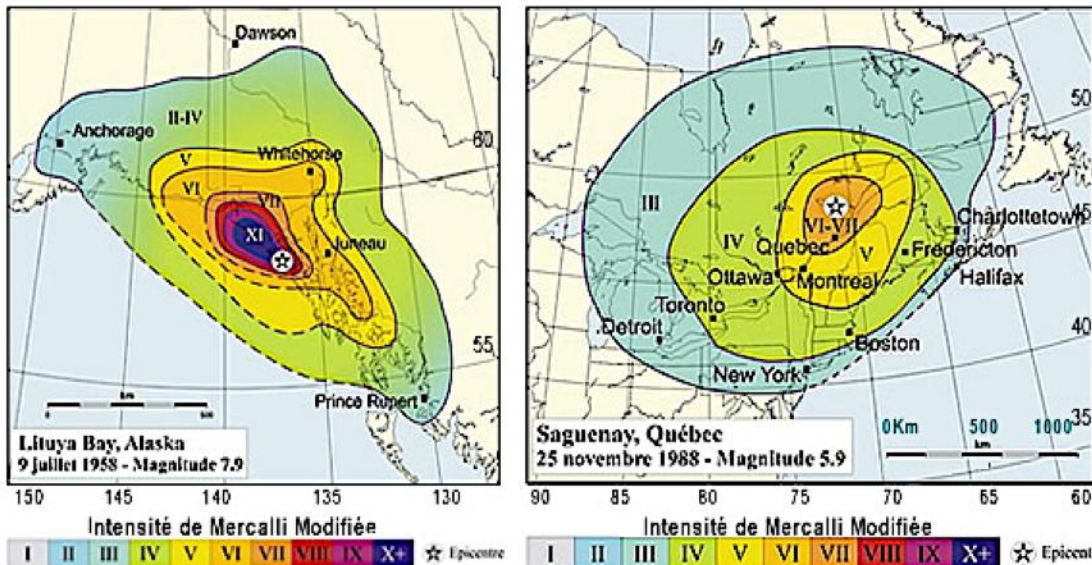 Dawson
Anchorage
II-IV
60
V
Whitehorse
VI
VII
XI
Juneau
55
Prince Rupert
km
500
Lituya Bay, Alaska
9 juillet 1958 - Magnitude 7.9
150 145 140 135 130
Intensité de Mercalli Modifiée
I II III IV V VI VII VIII IX X+ Epicentre
50
III
45
VI-VII
Charlottetown
Quebec
IV
V
Fredericton
Ottawa
Montreal
Halifax
Toronto
40
Detroit
Boston
New York
35
0Km 500 1000
km
Saguenay, Québec
25 novembre 1988 - Magnitude 5.9
90 85 80 75 70 65 60
Intensité de Mercalli Modifiée
I II III IV V VI VII VIII IX X+ Epicent